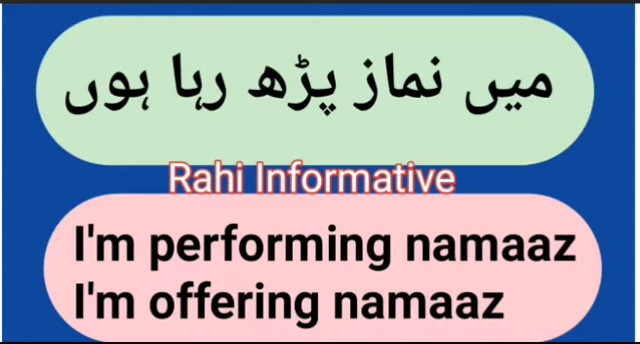 میں نماز پڑھ رہا ہوں
Rahi Informative
I'm performing namaaz
I'm offering namaaz